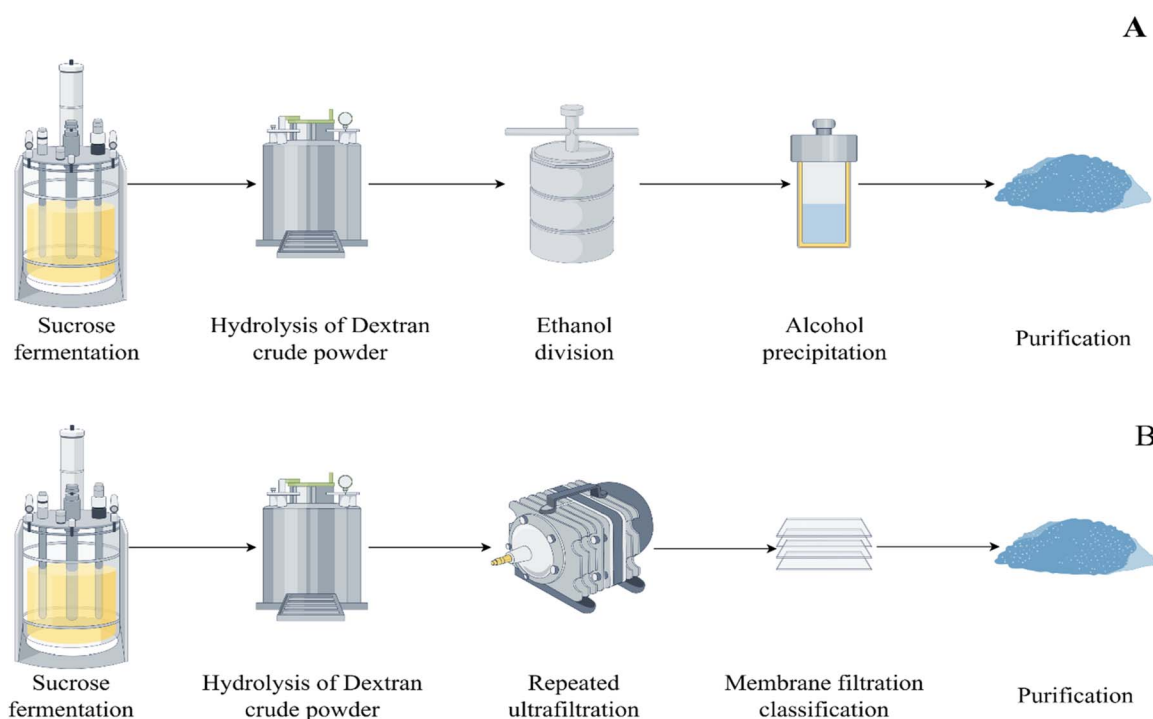 A
Sucrose
fermentation
Hydrolysis of Dextran
crude powder
Ethanol
division
Alcohol
precipitation
Purification
B
Sucrose
fermentation
Hydrolysis of Dextran
crude powder
Repeated
ultrafiltration
Membrane filtration
classification
Purification